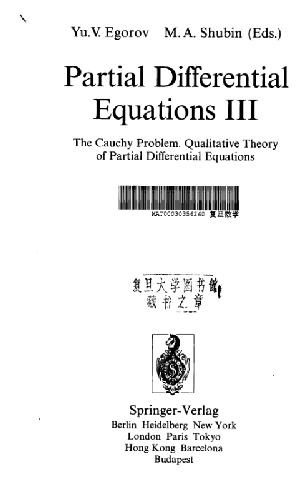 Yu.V. Egorov M.A. Shubin (Eds.)
Partial Differential
Equations III
The Cauchy Problem. Qualitative Theory
of Partial Differential Equations
复旦数学
复旦大学图书馆
藏书之章
Springer-Verlag
Berlin Heidelberg New York
London Paris Tokyo
Hong Kong Barcelona
Budapest